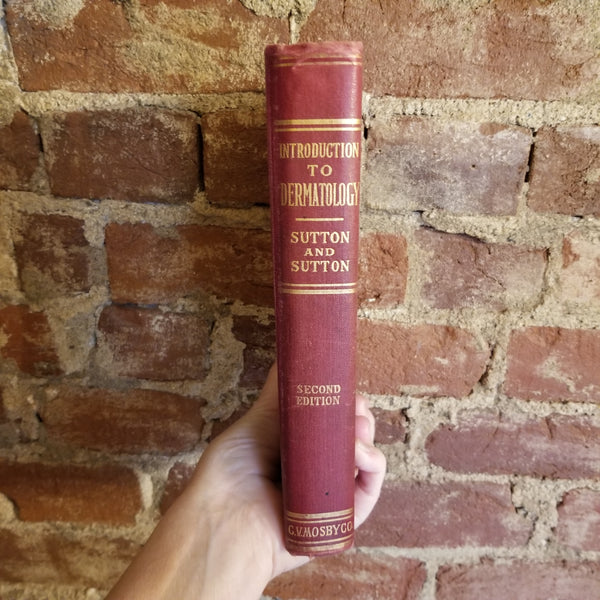 INTRODUCTION
TO
DERMATOLOGY
SUTTON
AND
SUTTON
SECOND
EDITION
C.V. MOSBY CO